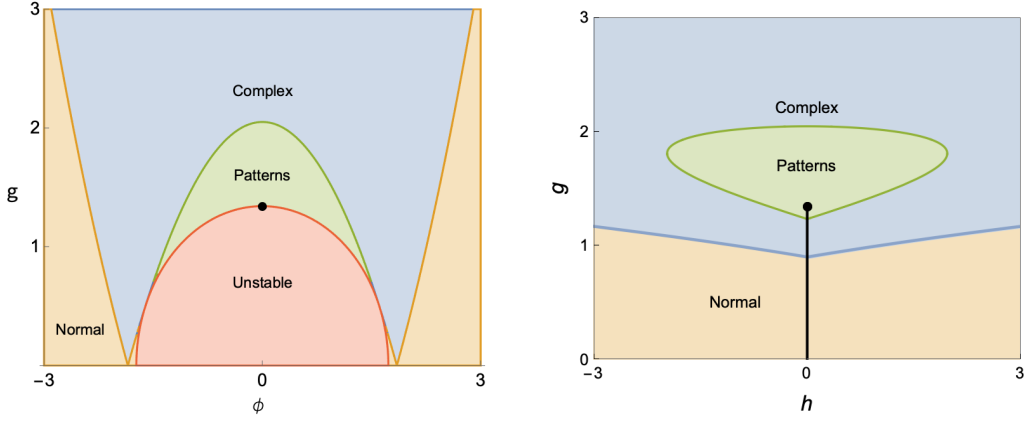 3
2
1
g
Complex
Patterns
Unstable
Normal
−3
0
3
ϕ
3
2
1
0
g
Complex
Patterns
Normal
−3
0
3
h